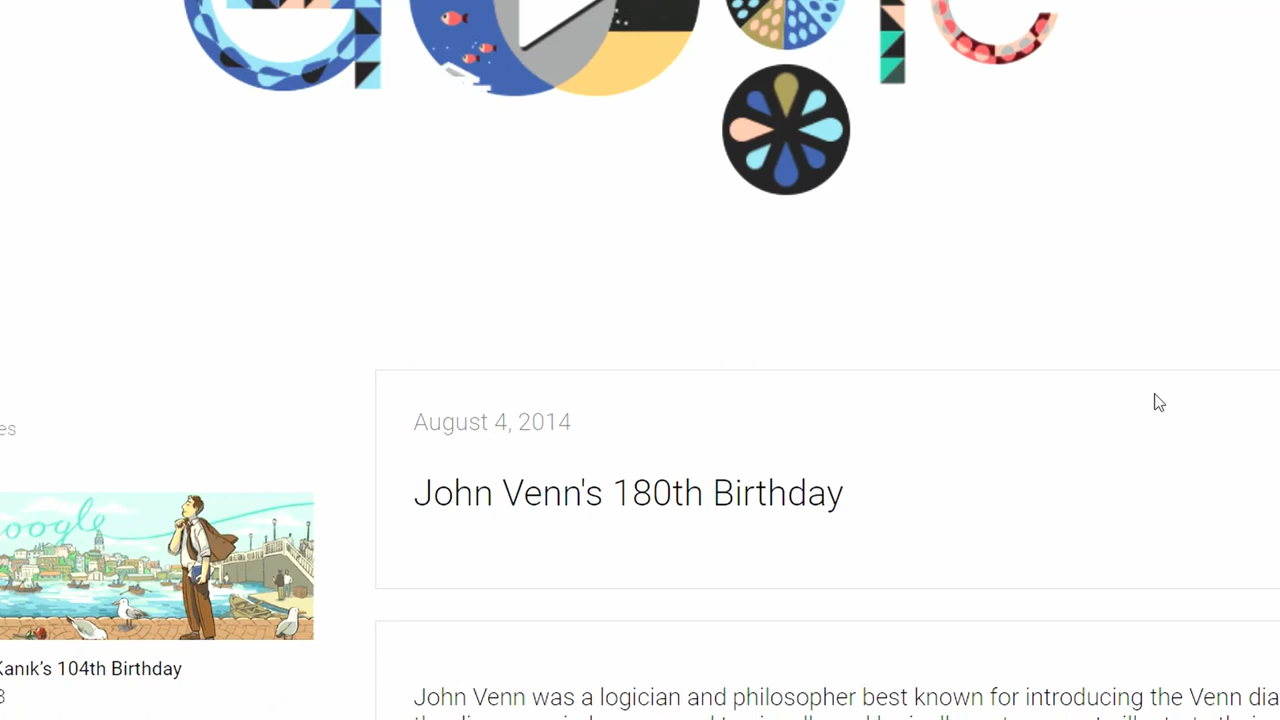 August 4, 2014
es
John Venn's 180th Birthday
oogle
Kanık's 104th Birthday
John Venn was a logician and philosopher best known for introducing the Venn dia